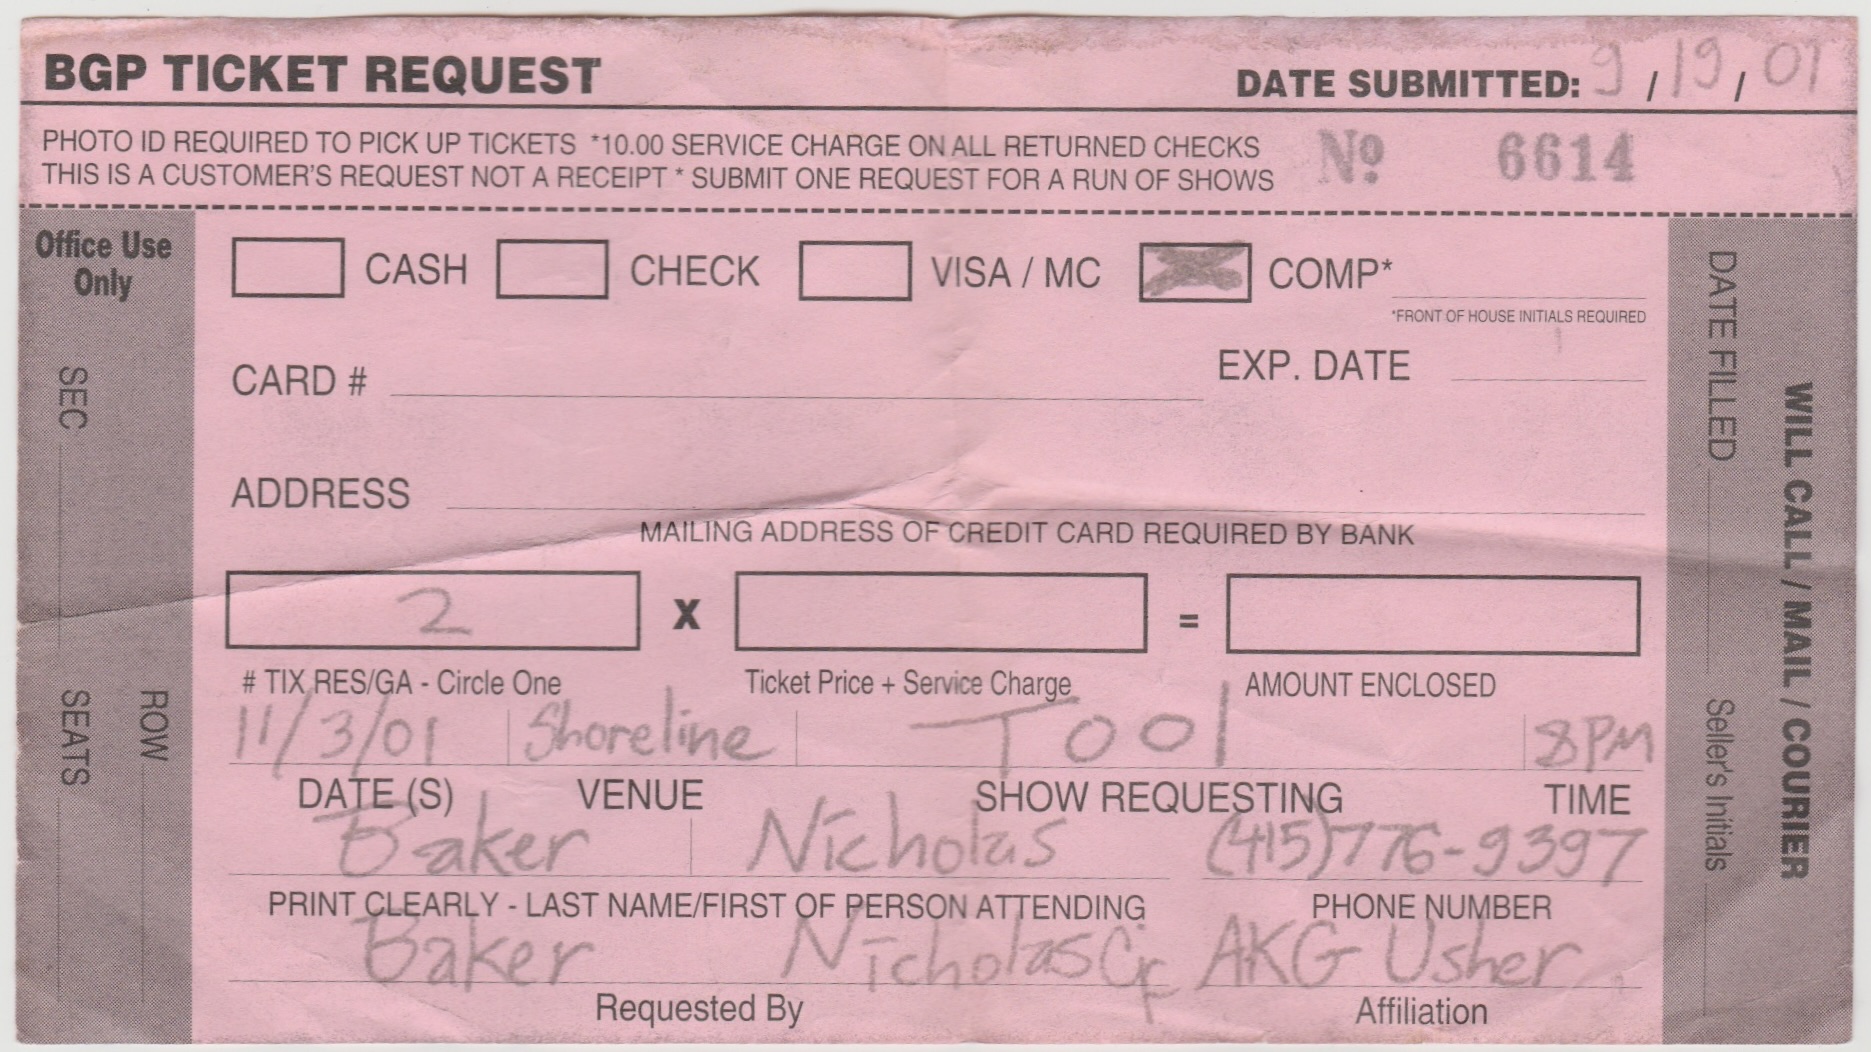 BGP TICKET REQUEST DATE SUBMITTED: 9 / 19 / 01
PHOTO ID REQUIRED TO PICK UP TICKETS *10.00 SERVICE CHARGE ON ALL RETURNED CHECKS
THIS IS A CUSTOMER'S REQUEST NOT A RECEIPT * SUBMIT ONE REQUEST FOR A RUN OF SHOWS
Nº 6614
Office Use
Only
SEC
SEATS
ROW
CASH CHECK VISA / MC COMP*
*FRONT OF HOUSE INITIALS REQUIRED
CARD # EXP. DATE
ADDRESS
MAILING ADDRESS OF CREDIT CARD REQUIRED BY BANK
2 X =
# TIX RES/GA - Circle One Ticket Price + Service Charge AMOUNT ENCLOSED
11/3/01 Shoreline Tool 8PM
DATE (S) VENUE SHOW REQUESTING TIME
Baker Nicholas (415)776-9397
PRINT CLEARLY - LAST NAME/FIRST OF PERSON ATTENDING PHONE NUMBER
Baker Nicholas AKG Usher
Requested By Affiliation
DATE FILLED
Seller's Initials
WILL CALL / MAIL / COURIER